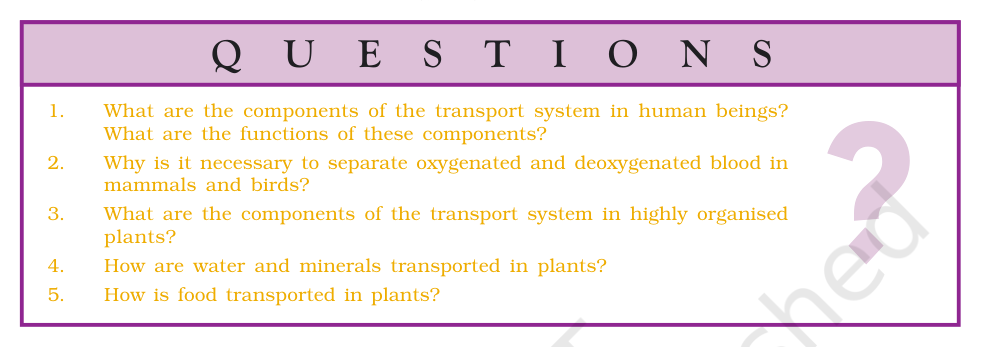 QUESTIONS
1. What are the components of the transport system in human beings?
What are the functions of these components?
2. Why is it necessary to separate oxygenated and deoxygenated blood in
mammals and birds?
3. What are the components of the transport system in highly organised
plants?
4. How are water and minerals transported in plants?
5. How is food transported in plants?
?